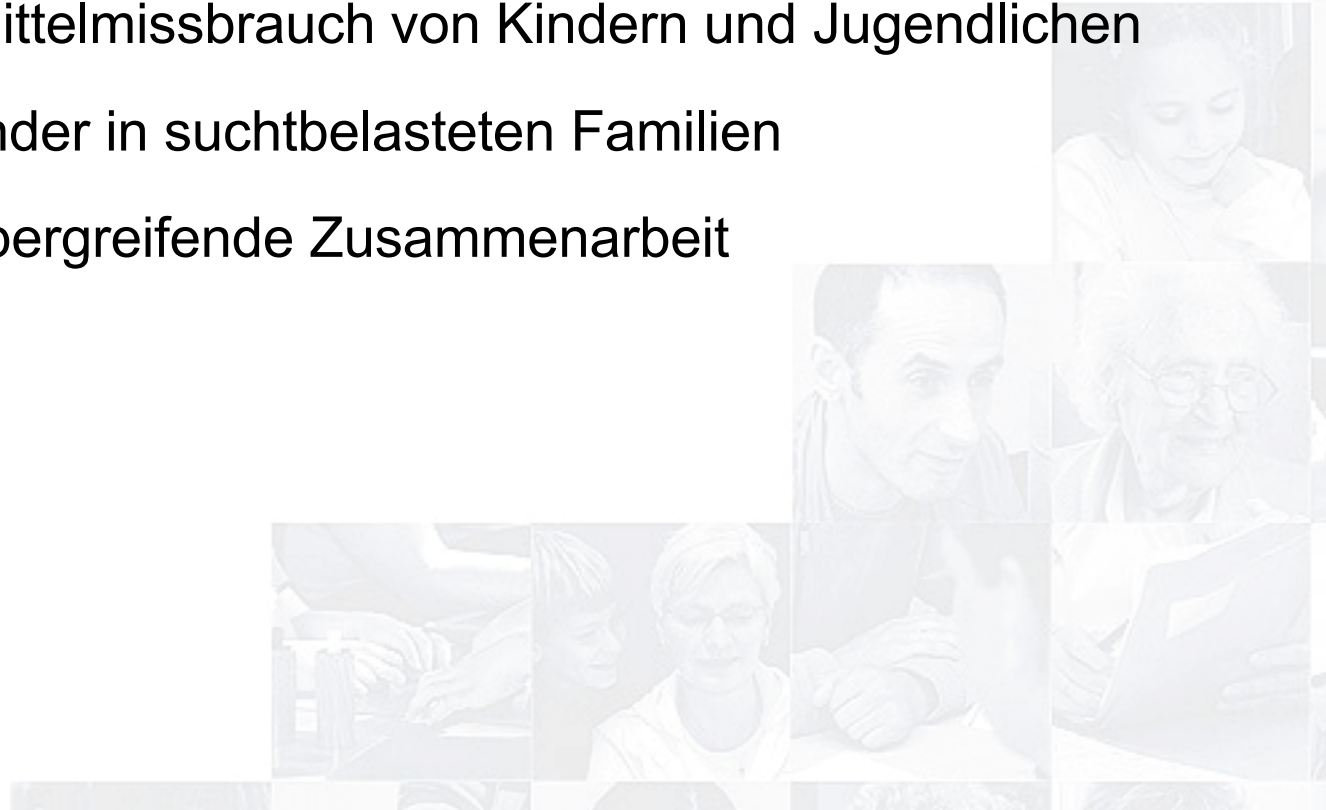 ittelmissbrauch von Kindern und Jugendlichen
nder in suchtbelasteten Familien
bergreifende Zusammenarbeit